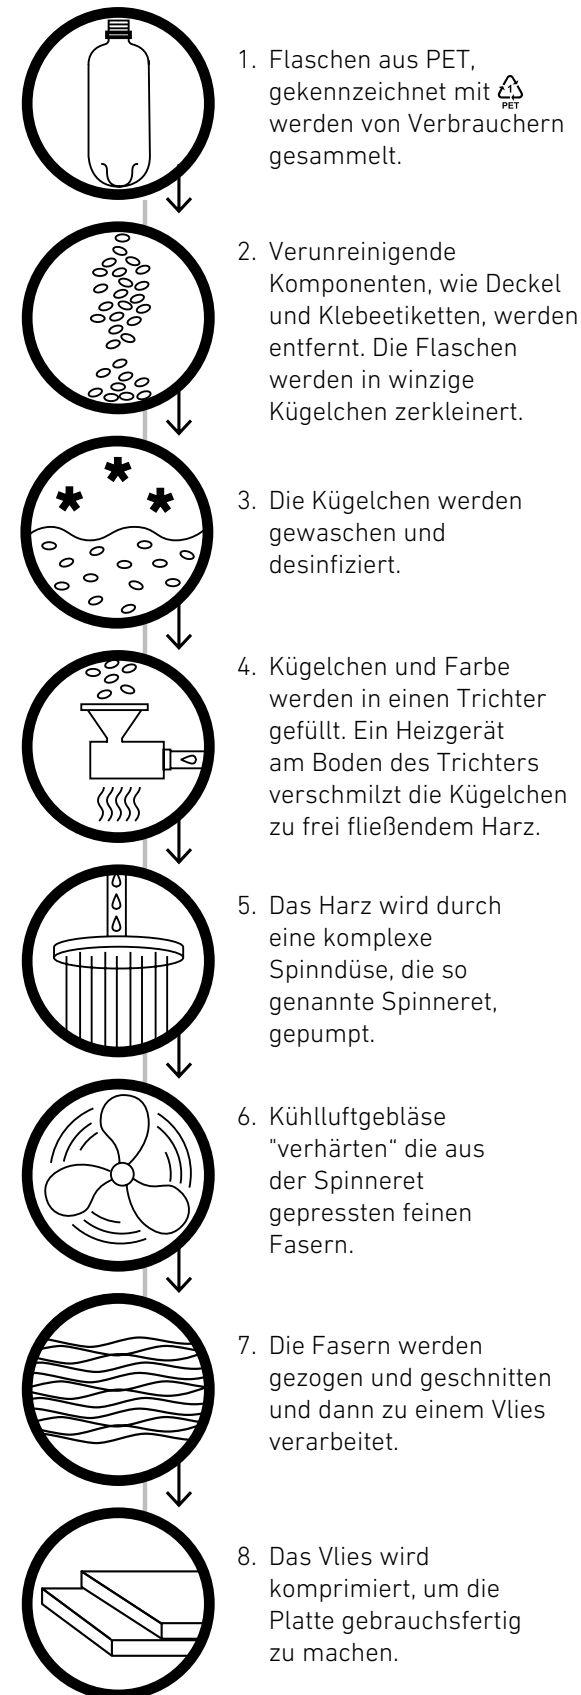 1. Flaschen aus PET,
gekennzeichnet mit 1 PET
werden von Verbrauchern
gesammelt.
2. Verunreinigende
Komponenten, wie Deckel
und Klebeetiketten, werden
entfernt. Die Flaschen
werden in winzige
Kügelchen zerkleinert.
3. Die Kügelchen werden
gewaschen und
desinfiziert.
4. Kügelchen und Farbe
werden in einen Trichter
gefüllt. Ein Heizgerät
am Boden des Trichters
verschmilzt die Kügelchen
zu frei fließendem Harz.
5. Das Harz wird durch
eine komplexe
Spinndüse, die so
genannte Spinneret,
gepumpt.
6. Kühlluftgebläse
"verhärten“ die aus
der Spinneret
gepressten feinen
Fasern.
7. Die Fasern werden
gezogen und geschnitten
und dann zu einem Vlies
verarbeitet.
8. Das Vlies wird
komprimiert, um die
Platte gebrauchsfertig
zu machen.